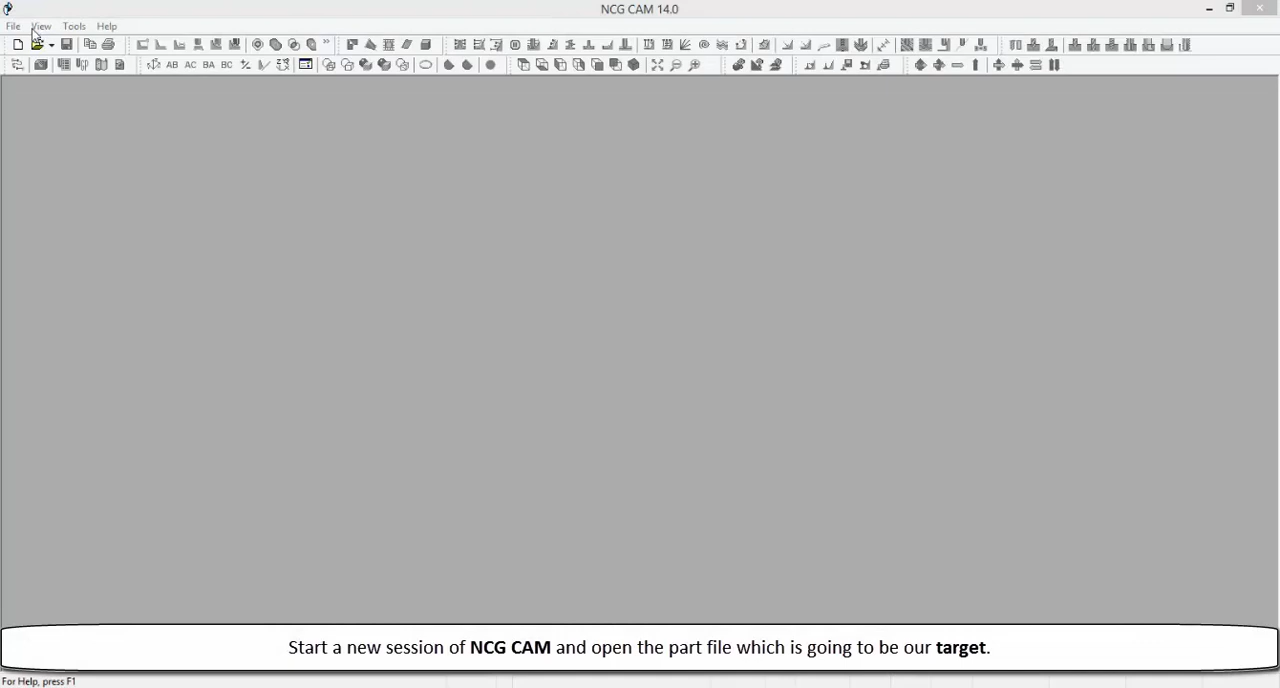 NCG CAM 14.0
File View Tools Help
AB AC BA BC
Start a new session of NCG CAM and open the part file which is going to be our target.
For Help, press F1